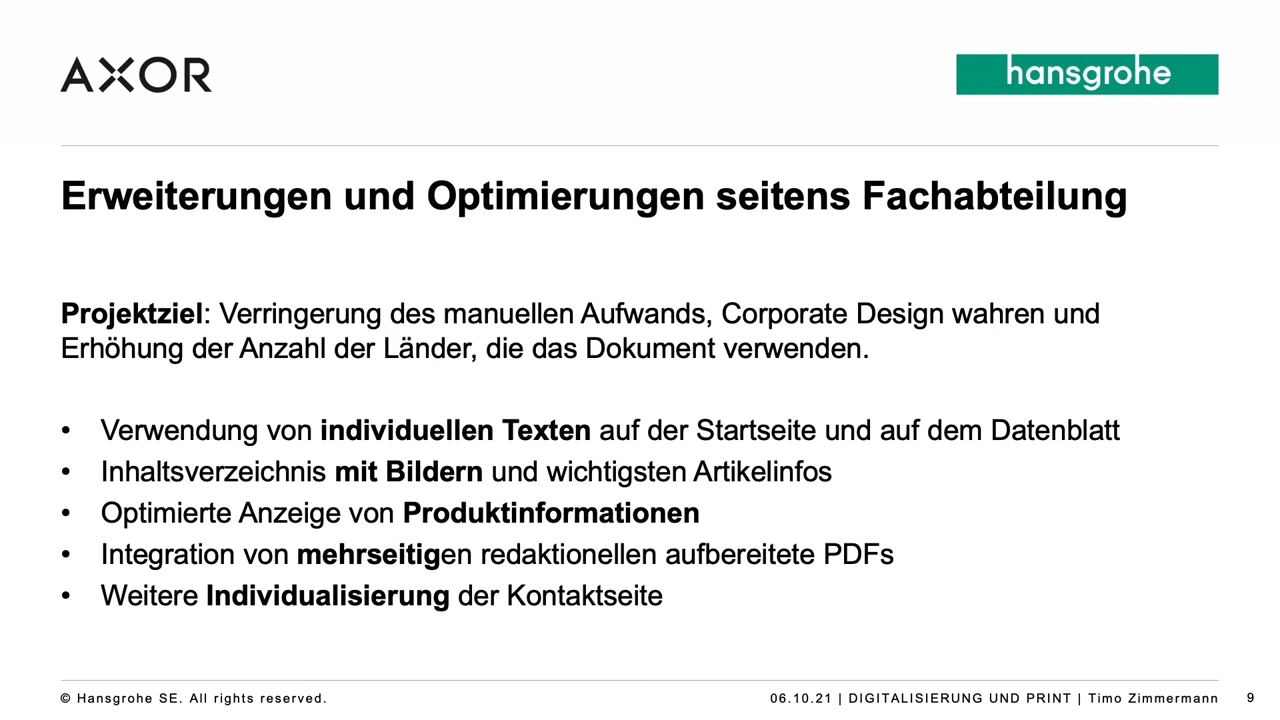 AXOR
hansgrohe
Erweiterungen und Optimierungen seitens Fachabteilung
Projektziel: Verringerung des manuellen Aufwands, Corporate Design wahren und
Erhöhung der Anzahl der Länder, die das Dokument verwenden.
• Verwendung von individuellen Texten auf der Startseite und auf dem Datenblatt
• Inhaltsverzeichnis mit Bildern und wichtigsten Artikelinfos
• Optimierte Anzeige von Produktinformationen
• Integration von mehrseitigen redaktionellen aufbereitete PDFs
• Weitere Individualisierung der Kontaktseite
© Hansgrohe SE. All rights reserved.
06.10.21 | DIGITALISIERUNG UND PRINT | Timo Zimmermann 9